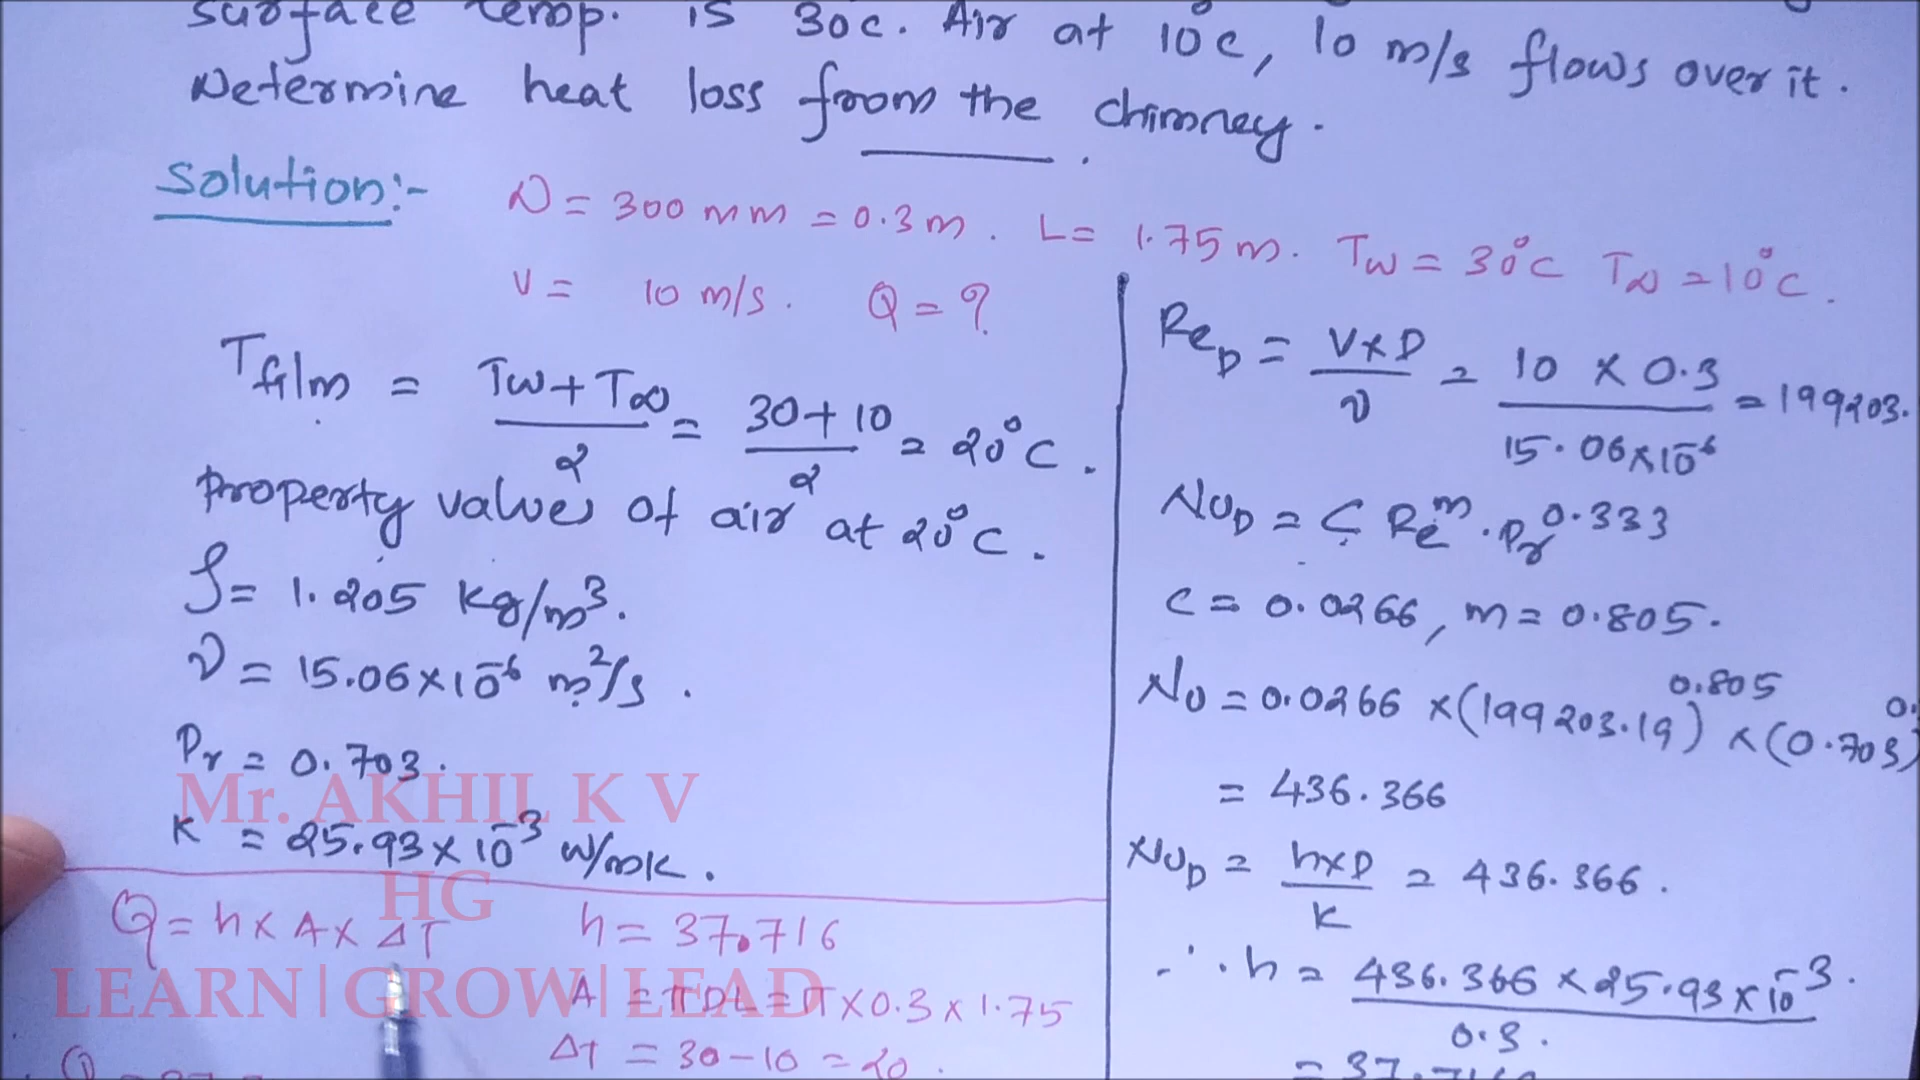 surface temp. is 30c. Air at 10°c, 10 m/s flows over it.
Determine heat loss from the chimney.
Solution:-
D = 300 mm = 0.3 m. L = 1.75 m. Tw = 30°c T∞ = 10°c.
V = 10 m/s. Q = ?
Tfilm = Tw + T∞ / 2 = 30 + 10 / 2 = 20°c.
Property values of air at 20°c.
ρ = 1.205 kg/m³.
ν = 15.06 × 10⁻⁶ m²/s.
Pr = 0.703.
K = 25.93 × 10⁻³ W/mK.
Q = h × A × ΔT
h = 37.716
A = πDL = π × 0.3 × 1.75
ΔT = 30 - 10 = 20.
ReD = V × D / ν = 10 × 0.3 / 15.06 × 10⁻⁶ = 199203.
NuD = C Re^m . Pr^0.333
C = 0.0266, m = 0.805.
Nu = 0.0266 × (199203.19)^0.805 × (0.703)^0.
= 436.366
NuD = h × D / K = 436.366.
∴ h = 436.366 × 25.93 × 10⁻³ / 0.3.
Mr. AKHIL K V
HG
LEARN|GROW|LEAD